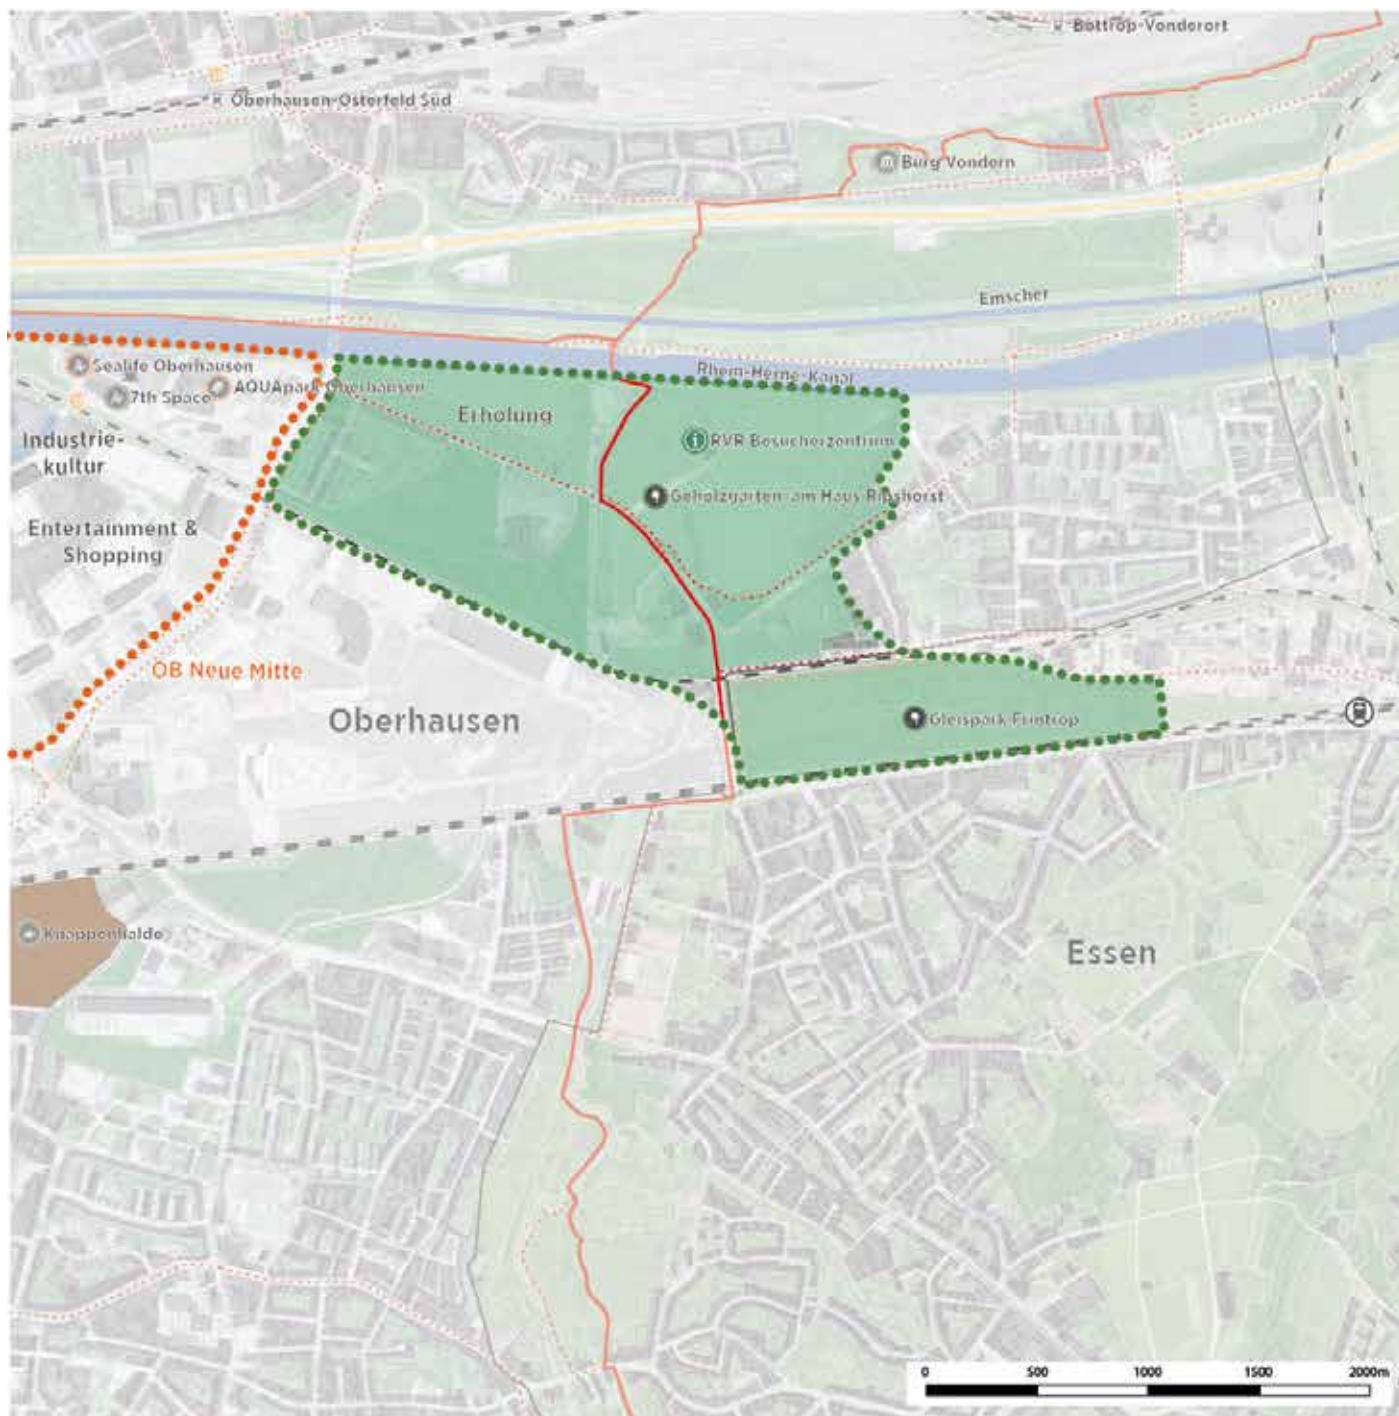 Bottrop-Vonderort
Oberhausen-Osterfeld Süd
Burg Vondern
Emscher
Sealife Oberhausen
Rhein-Herne-Kanal
AQUApark Oberhausen
7th Space
Erholung
Industrie-
kultur
RVR Besucherzentrum
Gehölzgarten am Haus Ripshorst
Entertainment &
Shopping
ÖB Neue Mitte
Oberhausen
Gleispark Frintrop
Knappenhalde
Essen
0 500 1000 1500 2000m